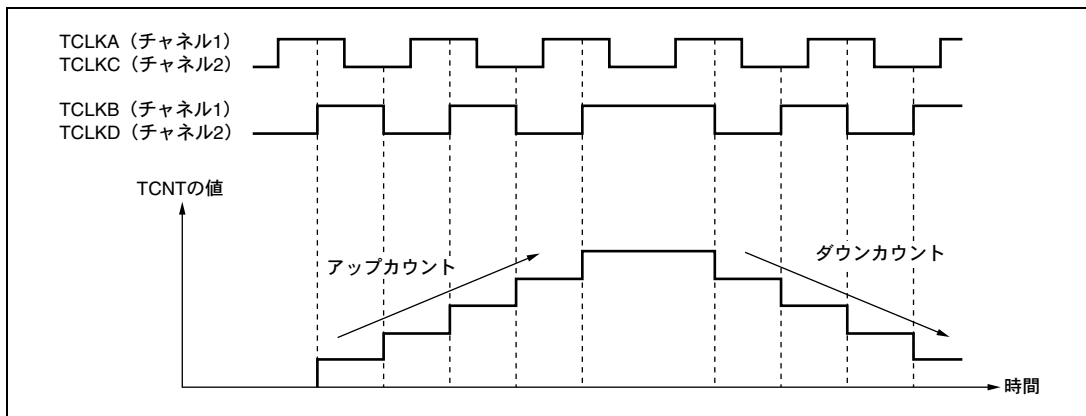 TCLKA（チャネル1）
TCLKC（チャネル2）
TCLKB（チャネル1）
TCLKD（チャネル2）
TCNTの値
アップカウント
ダウンカウント
時間